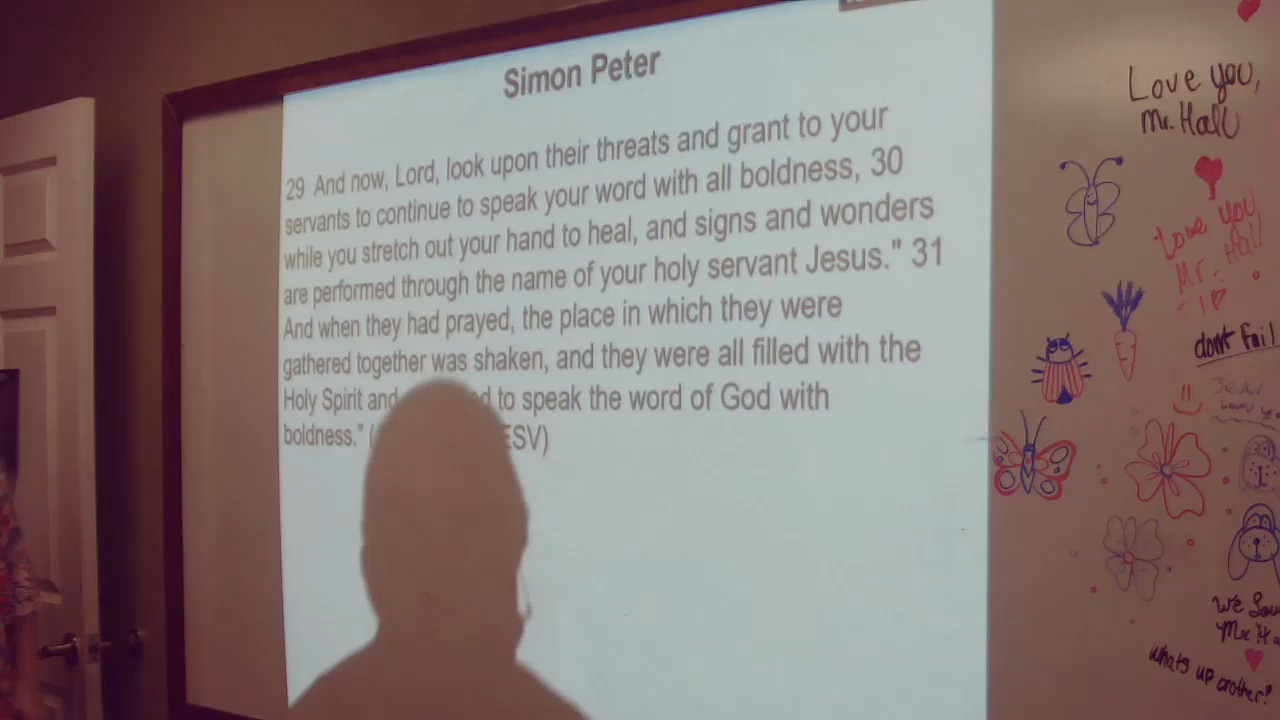 Simon Peter
29 And now, Lord, look upon their threats and grant to your
servants to continue to speak your word with all boldness, 30
while you stretch out your hand to heal, and signs and wonders
are performed through the name of your holy servant Jesus." 31
And when they had prayed, the place in which they were
gathered together was shaken, and they were all filled with the
Holy Spirit and to speak the word of God with
boldness." ( ESV)
Love you,
Mr. Hall
Love you
Mr. Hall
dont fail
We
whats up brother?